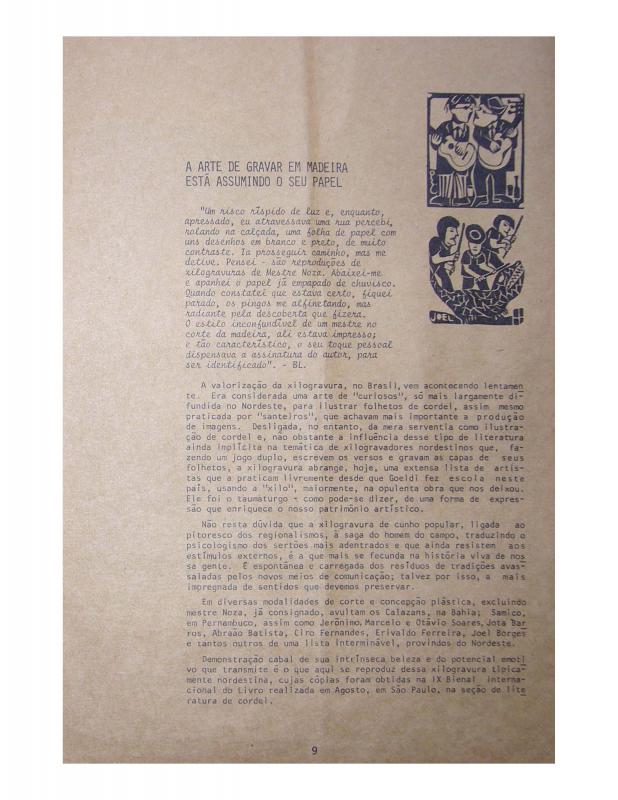 A ARTE DE GRAVAR EM MADEIRA
ESTÁ ASSUMINDO O SEU PAPEL
"Um risco ríspido de luz e, enquanto,
apressado, eu atravessava uma rua percebi,
rolando na calçada, uma folha de papel com
uns desenhos em branco e preto, de muito
contraste. Ia prosseguir caminho, mas me
detive. Pensei - são reproduções de
xilogravuras de Mestre Noza. Abaixei-me
e apanhei o papel já empapado de chuvisco.
Quando constatei que estava certo, fiquei
parado, os pingos me alfinetando, mas
radiante pela descoberta que fizera.
O estilo inconfundível de um mestre no
corte da madeira, ali estava impresso;
e tão característico, o seu toque pessoal
dispensava a assinatura do autor, para
ser identificado". - BL.
JOEL
A valorização da xilogravura, no Brasil, vem acontecendo lentamen
te. Era considerada uma arte de "curiosos", só mais largamente di-
fundida no Nordeste, para ilustrar folhetos de cordel, assim mesmo
praticada por "santeiros", que achavam mais importante a produção
de imagens. Desligada, no entanto, da mera serventia como ilustra-
ção de cordel e, não obstante a influência desse tipo de literatura
ainda implícita na temática de xilogravadores nordestinos que, fa-
zendo um jogo duplo, escrevem os versos e gravam as capas de seus
folhetos, a xilogravura abrange, hoje, uma extensa lista de artis-
tas que a praticam livremente desde que Goeldi fez escola neste
país, usando a "xilo", maiormente, na opulenta obra que nos deixou.
Ele foi o taumaturgo - como pode-se dizer, de uma forma de expres-
são que enriquece o nosso patrimônio artístico.
Não resta dúvida que a xilogravura de cunho popular, ligada ao
pitoresco dos regionalismos, à saga do homem do campo, traduzindo o
psicologismo dos sertões mais adentrados e que ainda resistem aos
estímulos externos, é a que mais se fecunda na história viva de nos
sa gente. É espontânea e carregada dos resíduos de tradições avas-
saladas pelos novos meios de comunicação; talvez por isso, a mais
impregnada de sentidos que devemos preservar.
Em diversas modalidades de corte e concepção plástica, excluindo
mestre Noza, já consignado, avultam os Calazans, na Bahia; Samico,
em Pernambuco, assim como Jerônimo, Marcelo e Otávio Soares, Jota Bar
ros, Abraão Batista, Ciro Fernandes, Erivaldo Ferreira, Joel Borges
e tantos outros de uma lista interminável, provindos do Nordeste.
Demonstração cabal de sua intrínseca beleza e do potencial emoti
vo que transmite é o que aqui se reproduz dessa xilogravura tipica-
mente nordestina, cujas cópias foram obtidas na IX Bienal interna-
cional do Livro realizada em Agosto, em São Paulo, na seção de lite
ratura de cordel.
9